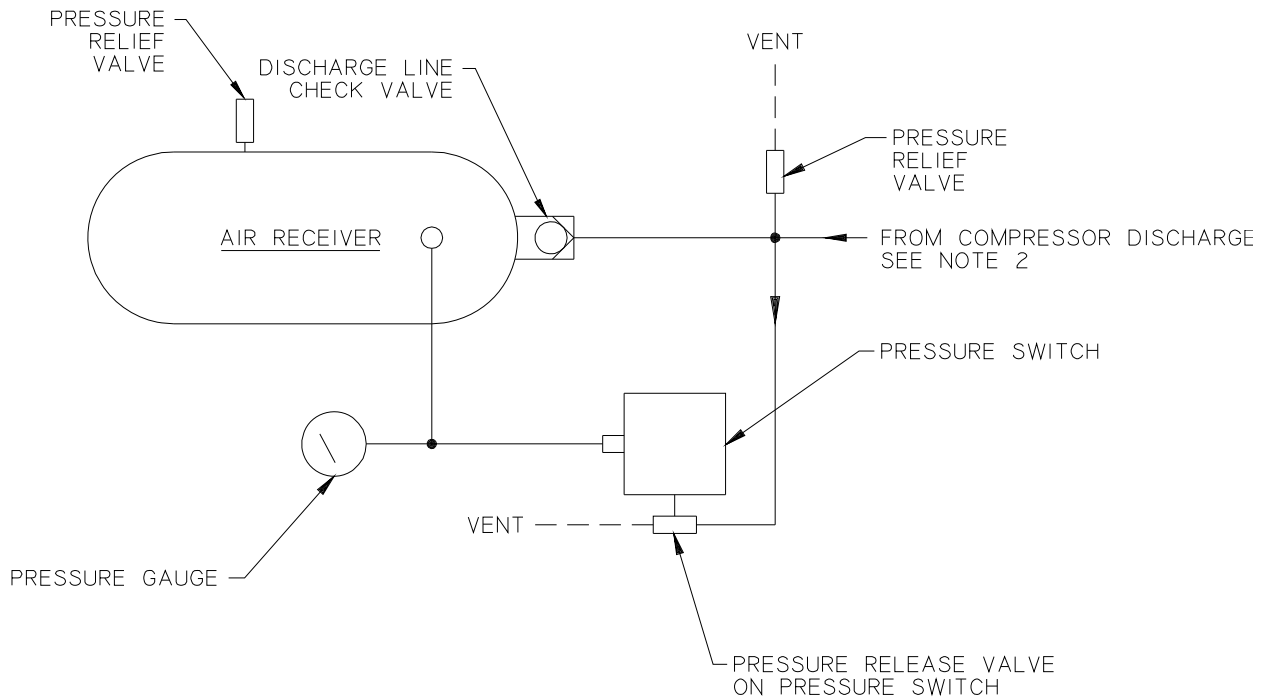 PRESSURE
RELIEF
VALVE
DISCHARGE LINE
CHECK VALVE
VENT
PRESSURE
RELIEF
VALVE
AIR RECEIVER
FROM COMPRESSOR DISCHARGE
SEE NOTE 2
PRESSURE SWITCH
VENT
PRESSURE GAUGE
PRESSURE RELEASE VALVE
ON PRESSURE SWITCH